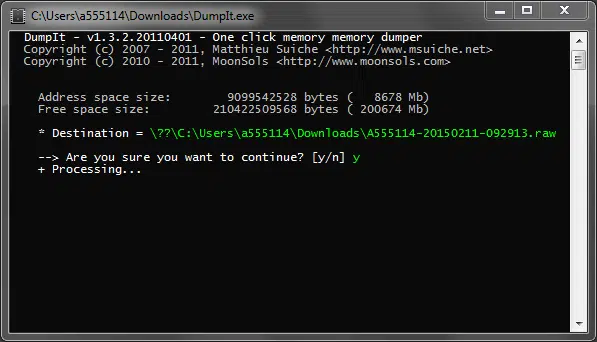 C:\Users\a555114\Downloads\DumpIt.exe
DumpIt - v1.3.2.20110401 - One click memory memory dumper
Copyright (c) 2007 - 2011, Matthieu Suiche <http://www.msuiche.net>
Copyright (c) 2010 - 2011, MoonSols <http://www.moonsols.com>
Address space size:        9099542528 bytes (   8678 Mb)
Free space size:         210422509568 bytes ( 200674 Mb)
* Destination = \??\C:\Users\a555114\Downloads\A555114-20150211-092913.raw
--> Are you sure you want to continue? [y/n] y
+ Processing...